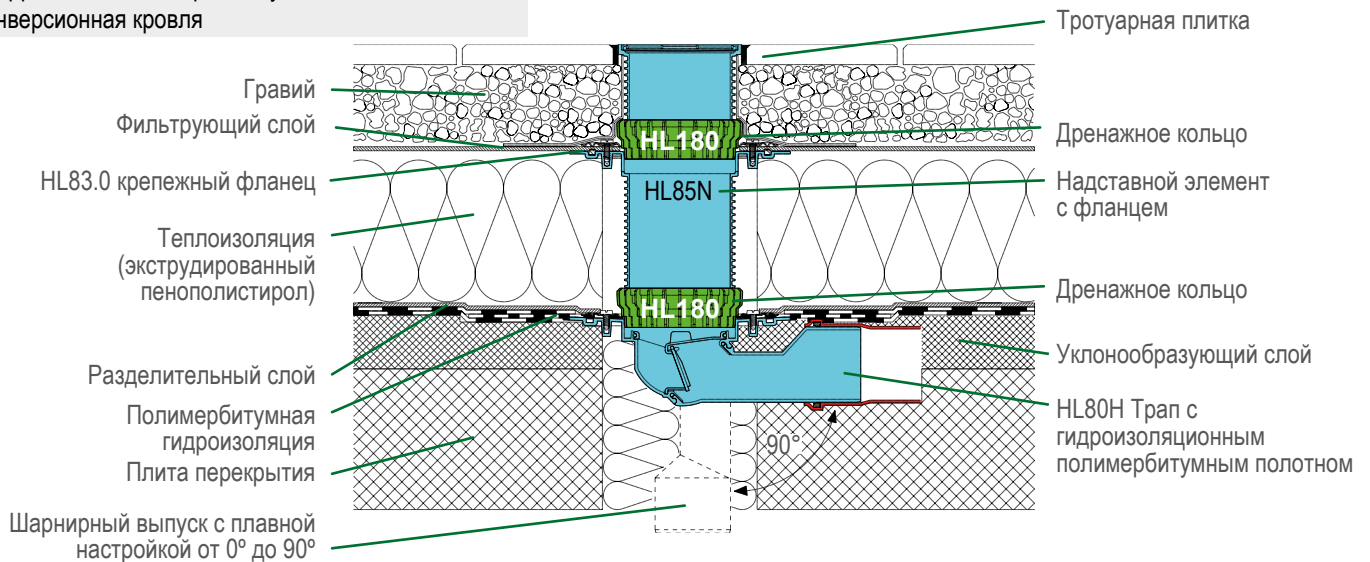 нверсионная кровля
Тротуарная плитка
Гравий
Фильтрующий слой
HL180
Дренажное кольцо
HL83.0 крепежный фланец
HL85N
Надставной элемент
с фланцем
Теплоизоляция
(экструдированный
пенополистирол)
HL180
Дренажное кольцо
Разделительный слой
Уклонообразующий слой
Полимербитумная
гидроизоляция
Плита перекрытия
90°
HL80H Трап с
гидроизоляционным
полимербитумным полотном
Шарнирный выпуск с плавной
настройкой от 0º до 90º